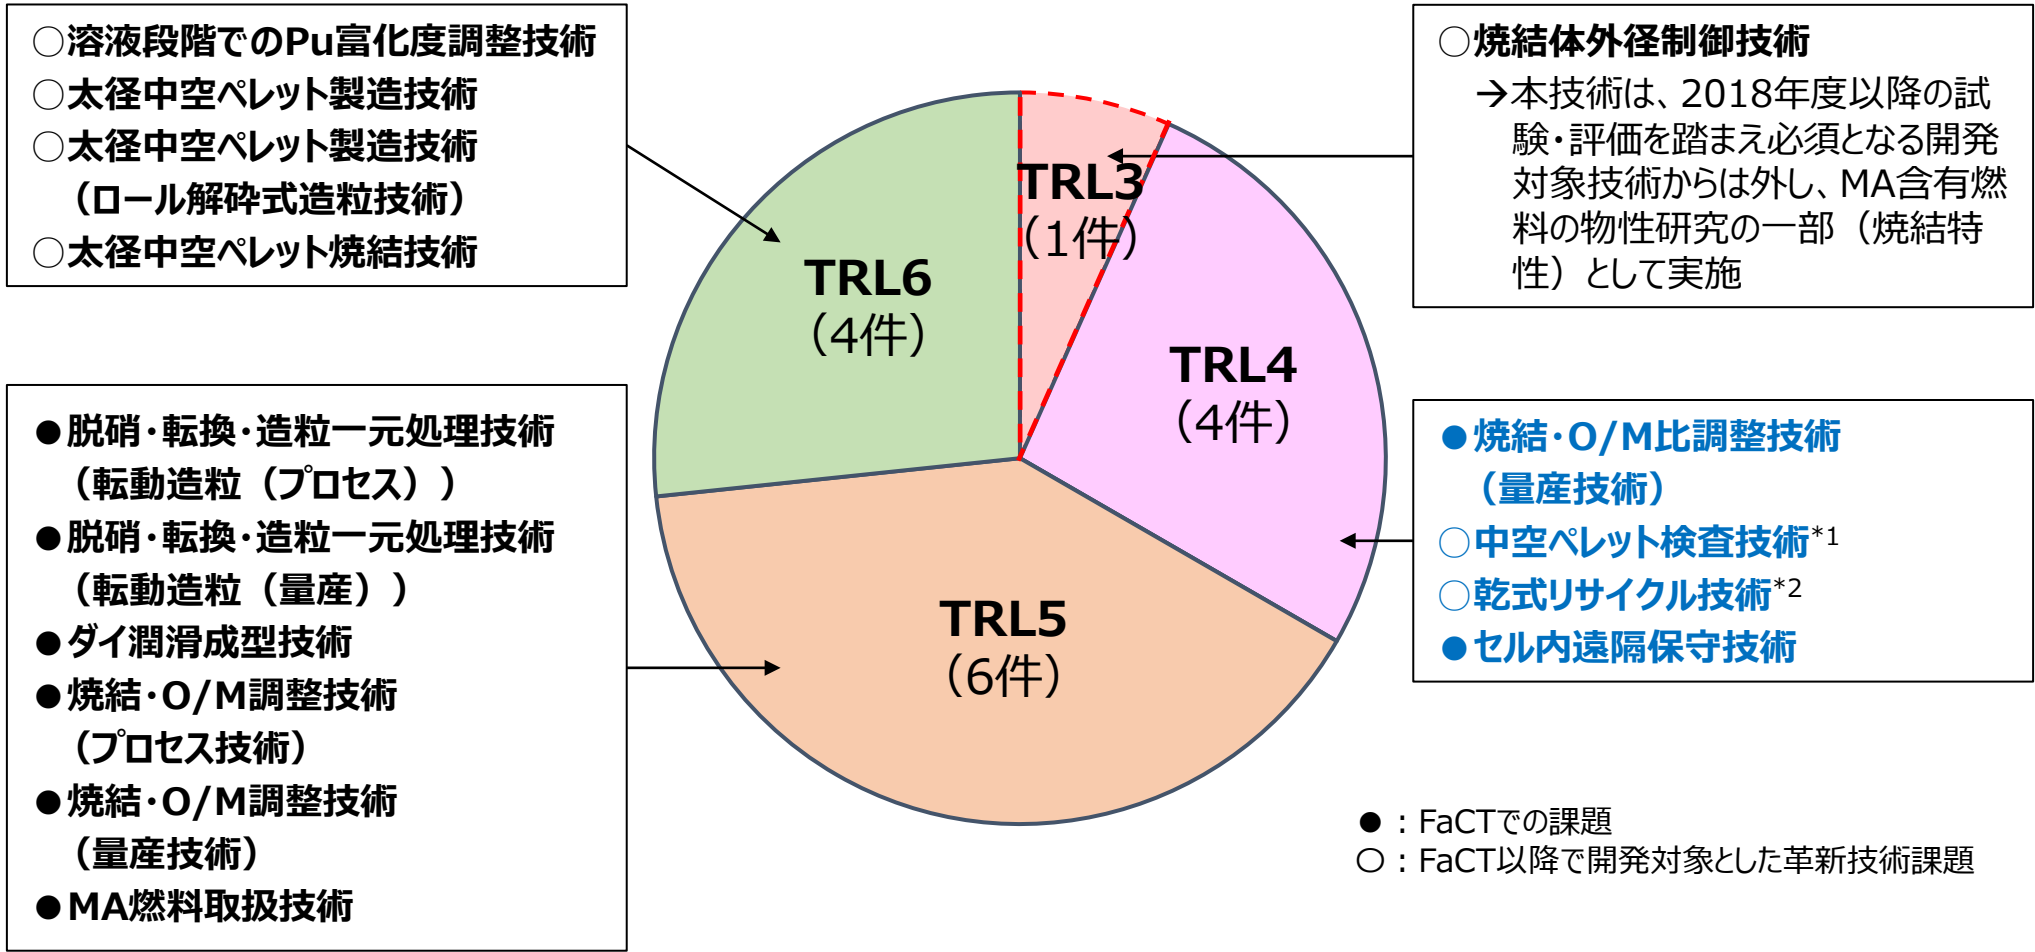 ○溶液段階でのPu富化度調整技術
○太径中空ペレット製造技術
○太径中空ペレット製造技術
（ロール解砕式造粒技術）
○太径中空ペレット焼結技術
●脱硝・転換・造粒一元処理技術
（転動造粒（プロセス））
●脱硝・転換・造粒一元処理技術
（転動造粒（量産））
●ダイ潤滑成型技術
●焼結・O/M調整技術
（プロセス技術）
●焼結・O/M調整技術
（量産技術）
●MA燃料取扱技術
TRL6
（4件）
TRL3
（1件）
TRL4
（4件）
TRL5
（6件）
○焼結体外径制御技術
→本技術は、2018年度以降の試
験・評価を踏まえ必須となる開発
対象技術からは外し、MA含有燃
料の物性研究の一部（焼結特
性）として実施
●焼結・O/M比調整技術
（量産技術）
○中空ペレット検査技術*1
○乾式リサイクル技術*2
●セル内遠隔保守技術
●：FaCTでの課題
○：FaCT以降で開発対象とした革新技術課題